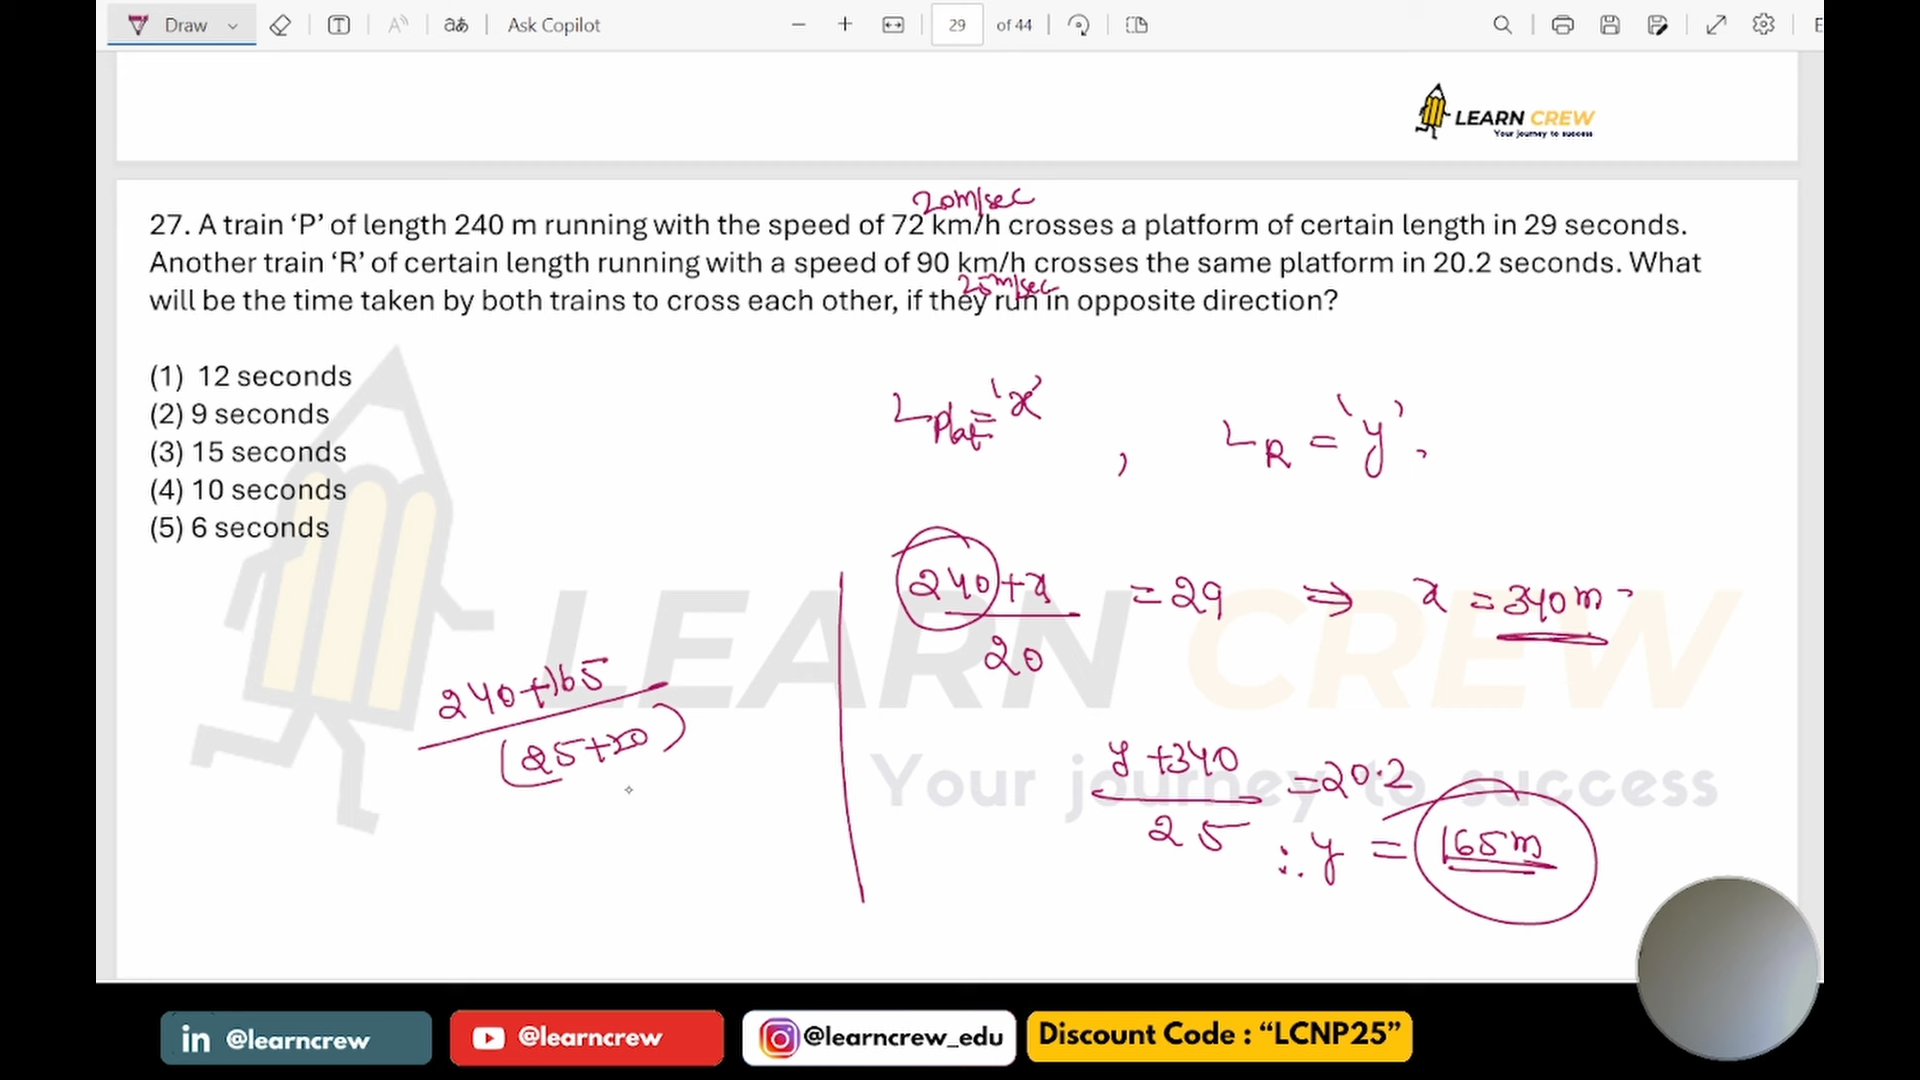 Draw
Ask Copilot
29 of 44
LEARN CREW
Your journey to success
20m/sec
27. A train ‘P’ of length 240 m running with the speed of 72 km/h crosses a platform of certain length in 29 seconds.
Another train ‘R’ of certain length running with a speed of 90 km/h crosses the same platform in 20.2 seconds. What
25m/sec
will be the time taken by both trains to cross each other, if they run in opposite direction?
(1) 12 seconds
(2) 9 seconds
(3) 15 seconds
(4) 10 seconds
(5) 6 seconds
L Plat = ‘x’ , L R = ‘y’,
240+x = 29 ⇒ x = 340m
20
240+165
(25+20)
y+340 = 20.2
25
∴ y = 165m
LEARN CREW
Your journey to success
in @learncrew
@learncrew
@learncrew_edu
Discount Code : “LCNP25”